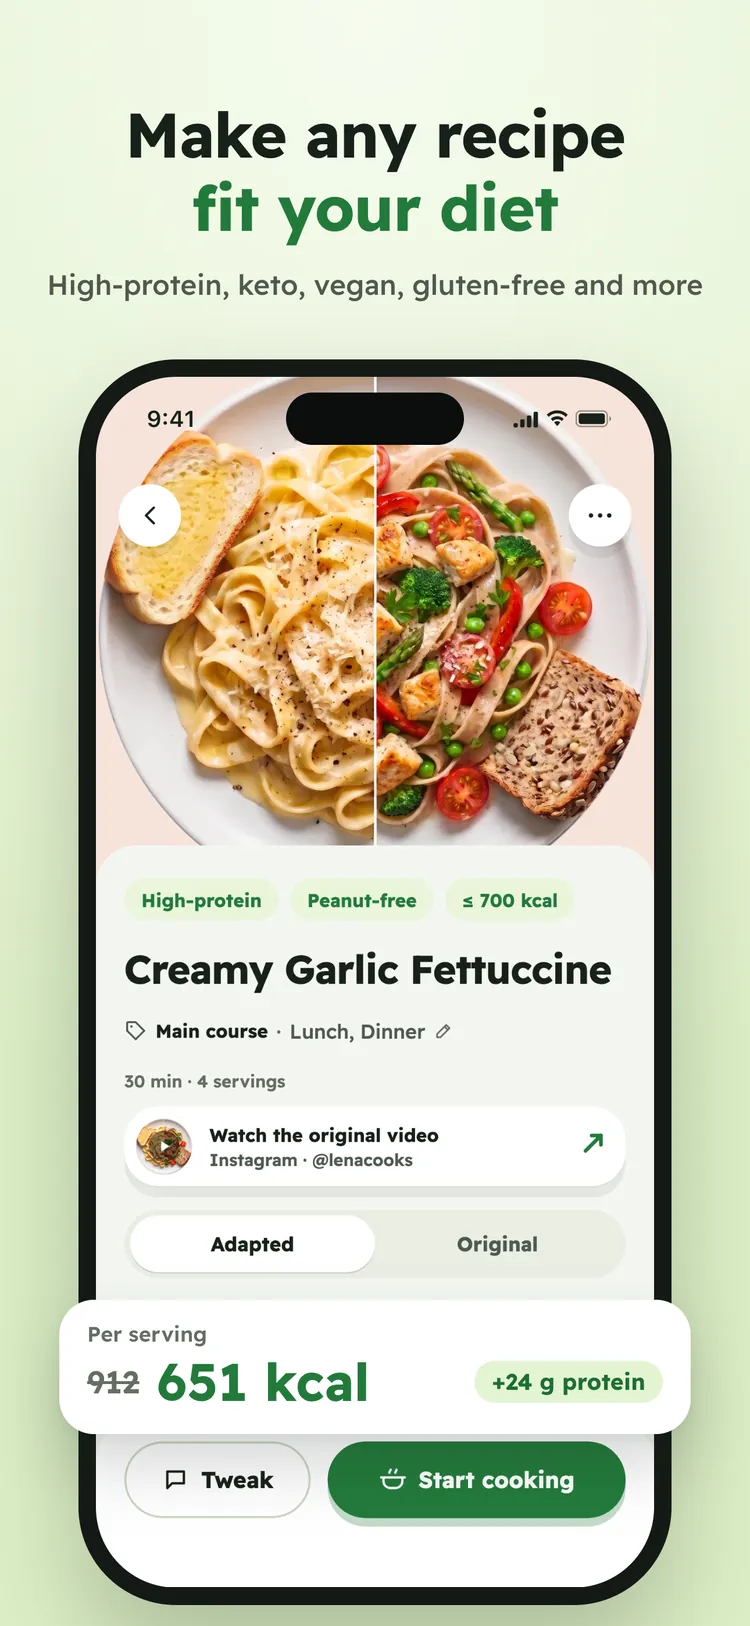 Make any recipe
fit your diet
High-protein, keto, vegan, gluten-free and more
9:41
High-protein
Peanut-free
≤ 700 kcal
Creamy Garlic Fettuccine
Main course · Lunch, Dinner
30 min · 4 servings
Watch the original video
Instagram · @lenacooks
Adapted
Original
Per serving
912 651 kcal
+24 g protein
Tweak
Start cooking